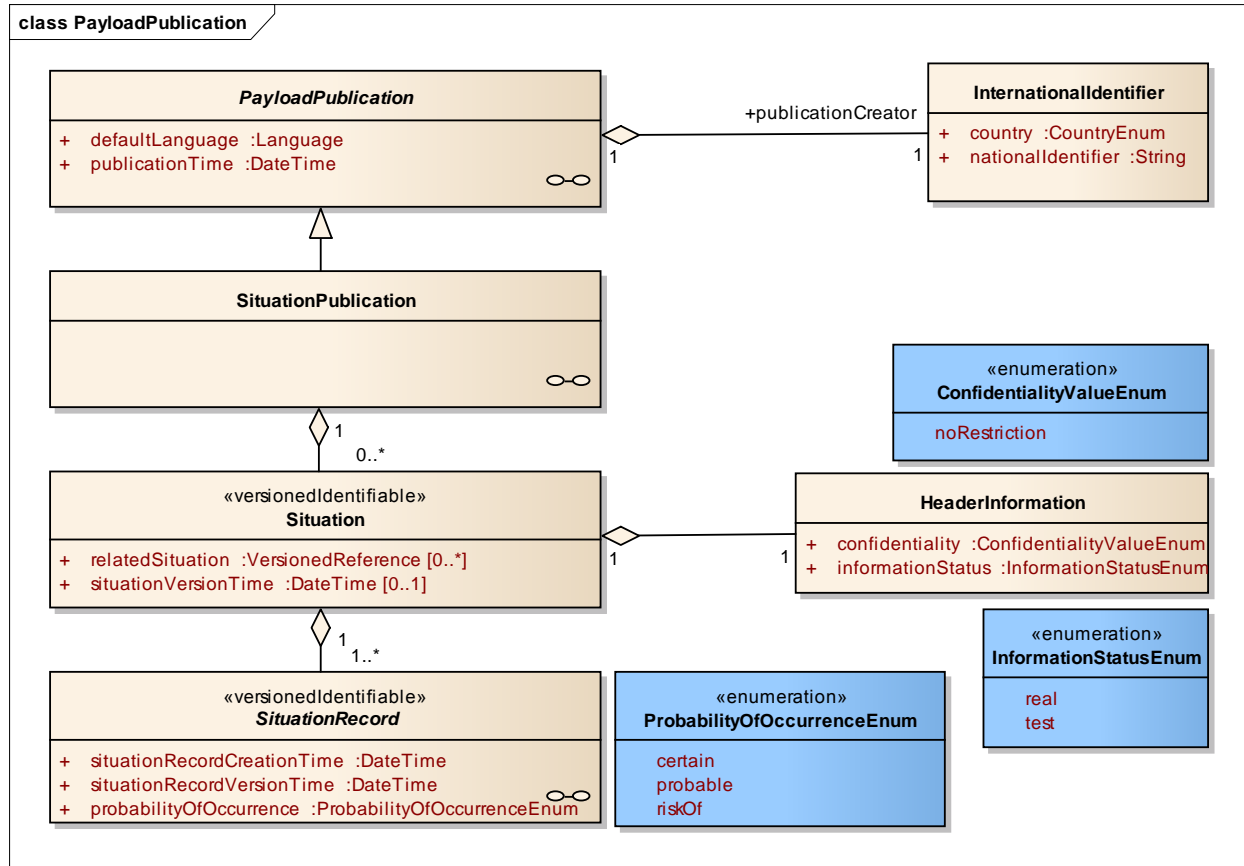 class PayloadPublication
PayloadPublication
+ defaultLanguage :Language
+ publicationTime :DateTime
1
+publicationCreator
1
InternationalIdentifier
+ country :CountryEnum
+ nationalIdentifier :String
SituationPublication
1
0..*
«enumeration»
ConfidentialityValueEnum
noRestriction
«versionedIdentifiable»
Situation
+ relatedSituation :VersionedReference [0..*]
+ situationVersionTime :DateTime [0..1]
1
1
HeaderInformation
+ confidentiality :ConfidentialityValueEnum
+ informationStatus :InformationStatusEnum
1
1..*
«enumeration»
InformationStatusEnum
real
test
«versionedIdentifiable»
SituationRecord
+ situationRecordCreationTime :DateTime
+ situationRecordVersionTime :DateTime
+ probabilityOfOccurrence :ProbabilityOfOccurrenceEnum
«enumeration»
ProbabilityOfOccurrenceEnum
certain
probable
riskOf